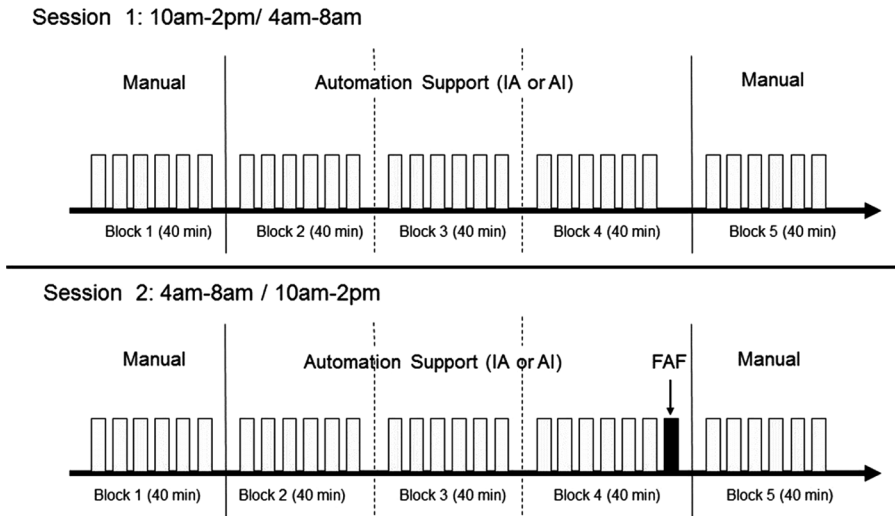 Session 1: 10am-2pm/ 4am-8am
Manual
Automation Support (IA or AI)
Manual
Block 1 (40 min)
Block 2 (40 min)
Block 3 (40 min)
Block 4 (40 min)
Block 5 (40 min)
Session 2: 4am-8am / 10am-2pm
Manual
Automation Support (IA or AI)
FAF
Manual
Block 1 (40 min)
Block 2 (40 min)
Block 3 (40 min)
Block 4 (40 min)
Block 5 (40 min)